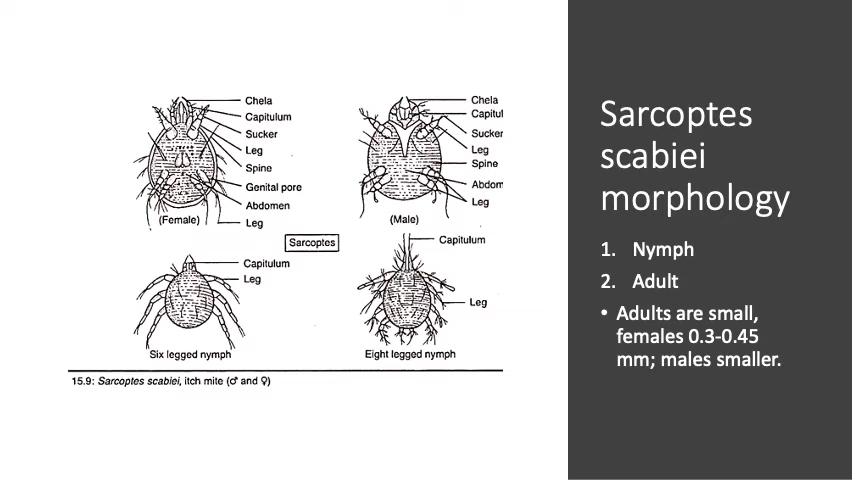 Chela
Capitulum
Sucker
Leg
Spine
Genital pore
Abdomen
Leg
(Female)
Chela
Capitul
Sucker
Leg
Spine
Abdom
Leg
(Male)
Sarcoptes
Capitulum
Leg
Six legged nymph
Capitulum
Leg
Eight legged nymph
15.9: Sarcoptes scabiei, itch mite (♂ and ♀)
Sarcoptes
scabiei
morphology
1. Nymph
2. Adult
• Adults are small,
females 0.3-0.45
mm; males smaller.